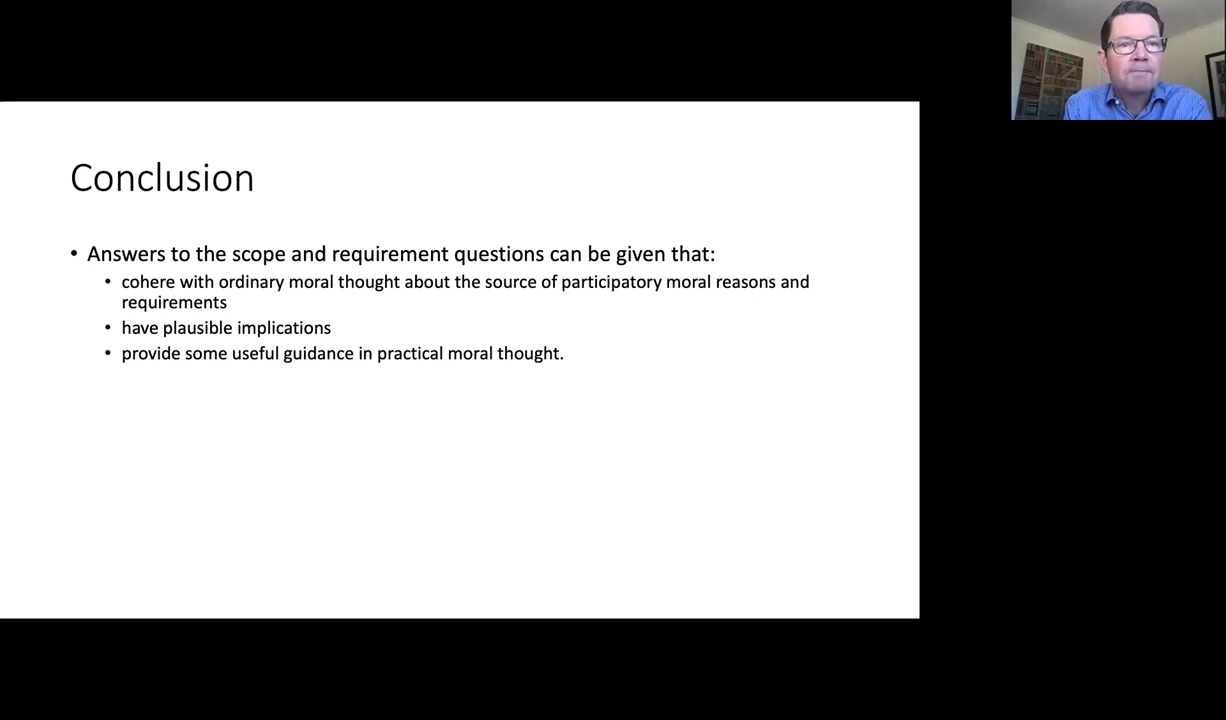 Conclusion
• Answers to the scope and requirement questions can be given that:
• cohere with ordinary moral thought about the source of participatory moral reasons and
requirements
• have plausible implications
• provide some useful guidance in practical moral thought.